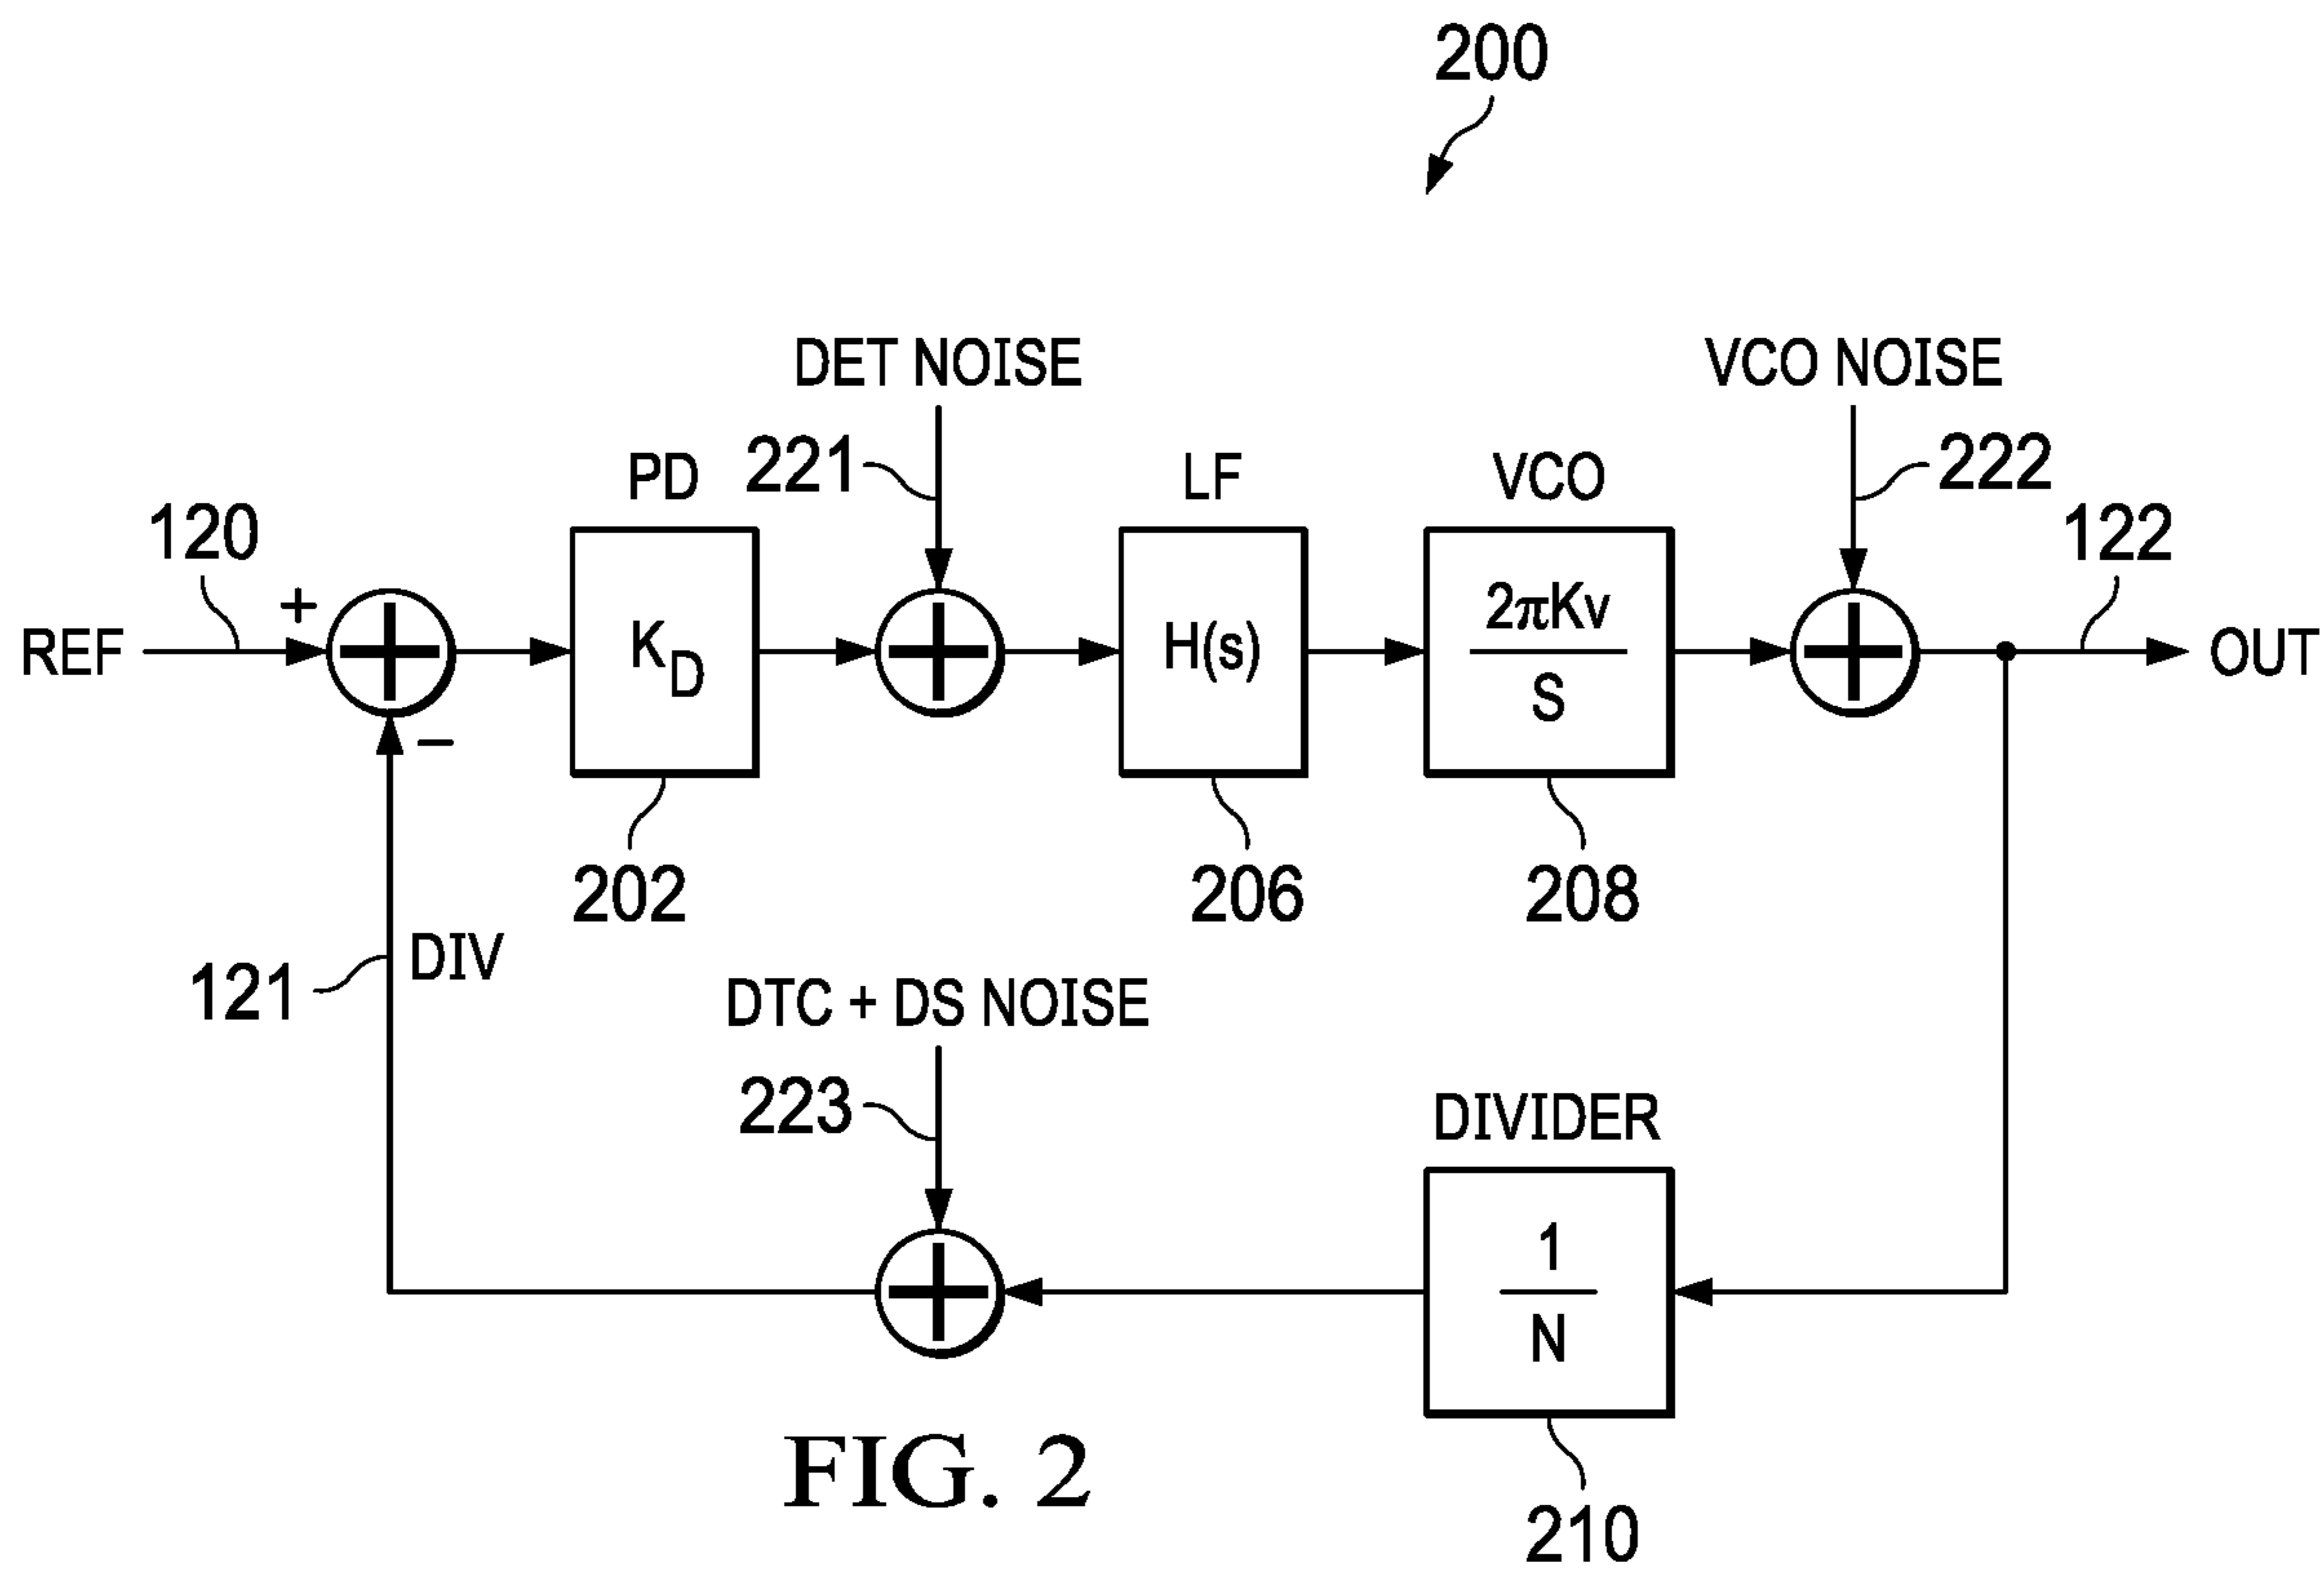 200
DET NOISE
VCO NOISE
221
PD
LF
VCO
222
120
122
+
REF
K_D
H(s)
2πKv
S
OUT
–
202
206
208
DIV
121
DTC + DS NOISE
223
DIVIDER
1
N
FIG. 2
210